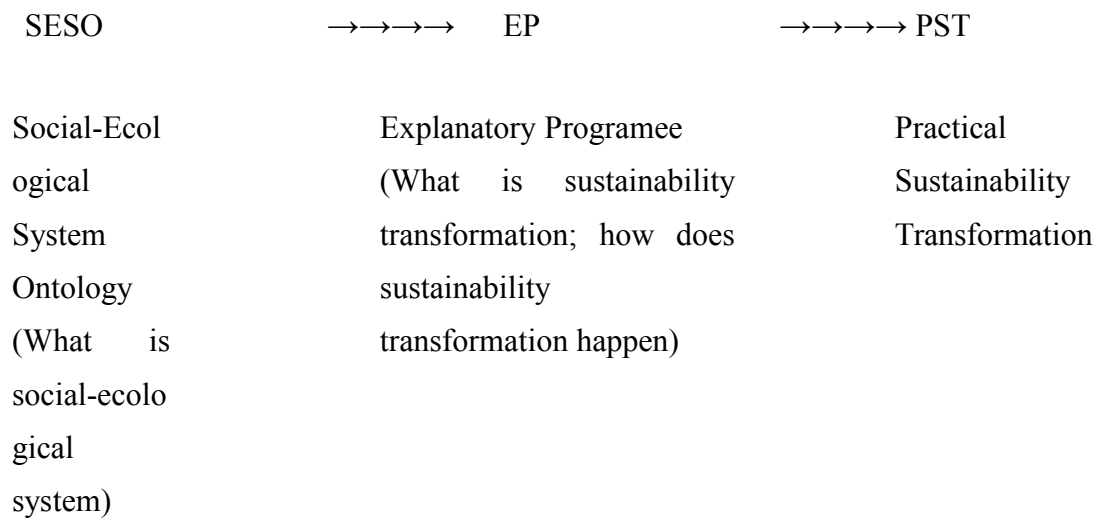 SESO →→→→ EP →→→→ PST
Social-Ecol
ogical
System
Ontology
(What is
social-ecolo
gical
system)
Explanatory Programee
(What is sustainability
transformation; how does
sustainability
transformation happen)
Practical
Sustainability
Transformation